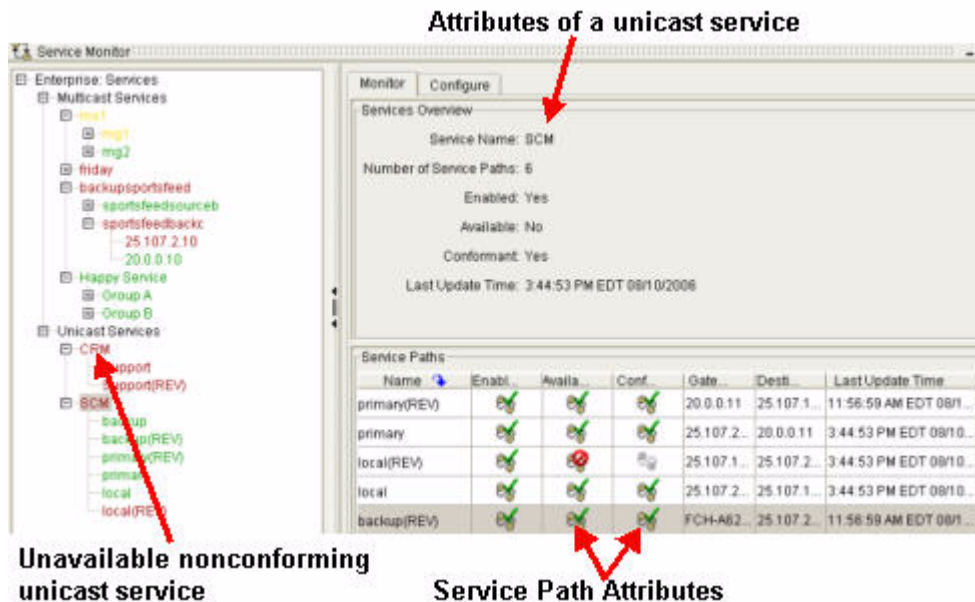 Attributes of a unicast service
Service Monitor
Enterprise: Services
Multicast Services
ms1
mg1
mg2
friday
backupsportsfeed
sportsfeedsourceb
sportsfeedbackc
25.107.2.10
20.0.0.10
Happy Service
Group A
Group B
Unicast Services
CRM
support
support(REV)
SCM
backup
backup(REV)
primary(REV)
primary
local
local(REV)
Monitor Configure
Services Overview
Service Name: SCM
Number of Service Paths: 6
Enabled: Yes
Available: No
Conformant: Yes
Last Update Time: 3:44:53 PM EDT 08/10/2006
Service Paths
Name Enabl... Availa... Conf... Gate... Desti... Last Update Time
primary(REV) 20.0.0.11 25.107.1... 11:56:59 AM EDT 08/1...
primary 25.107.2... 20.0.0.11 3:44:53 PM EDT 08/10...
local(REV) 25.107.1... 25.107.2... 3:44:53 PM EDT 08/10...
local 25.107.2... 25.107.1... 3:44:53 PM EDT 08/10...
backup(REV) FCH-A62... 25.107.2... 11:56:59 AM EDT 08/1...
Unavailable nonconforming
unicast service
Service Path Attributes